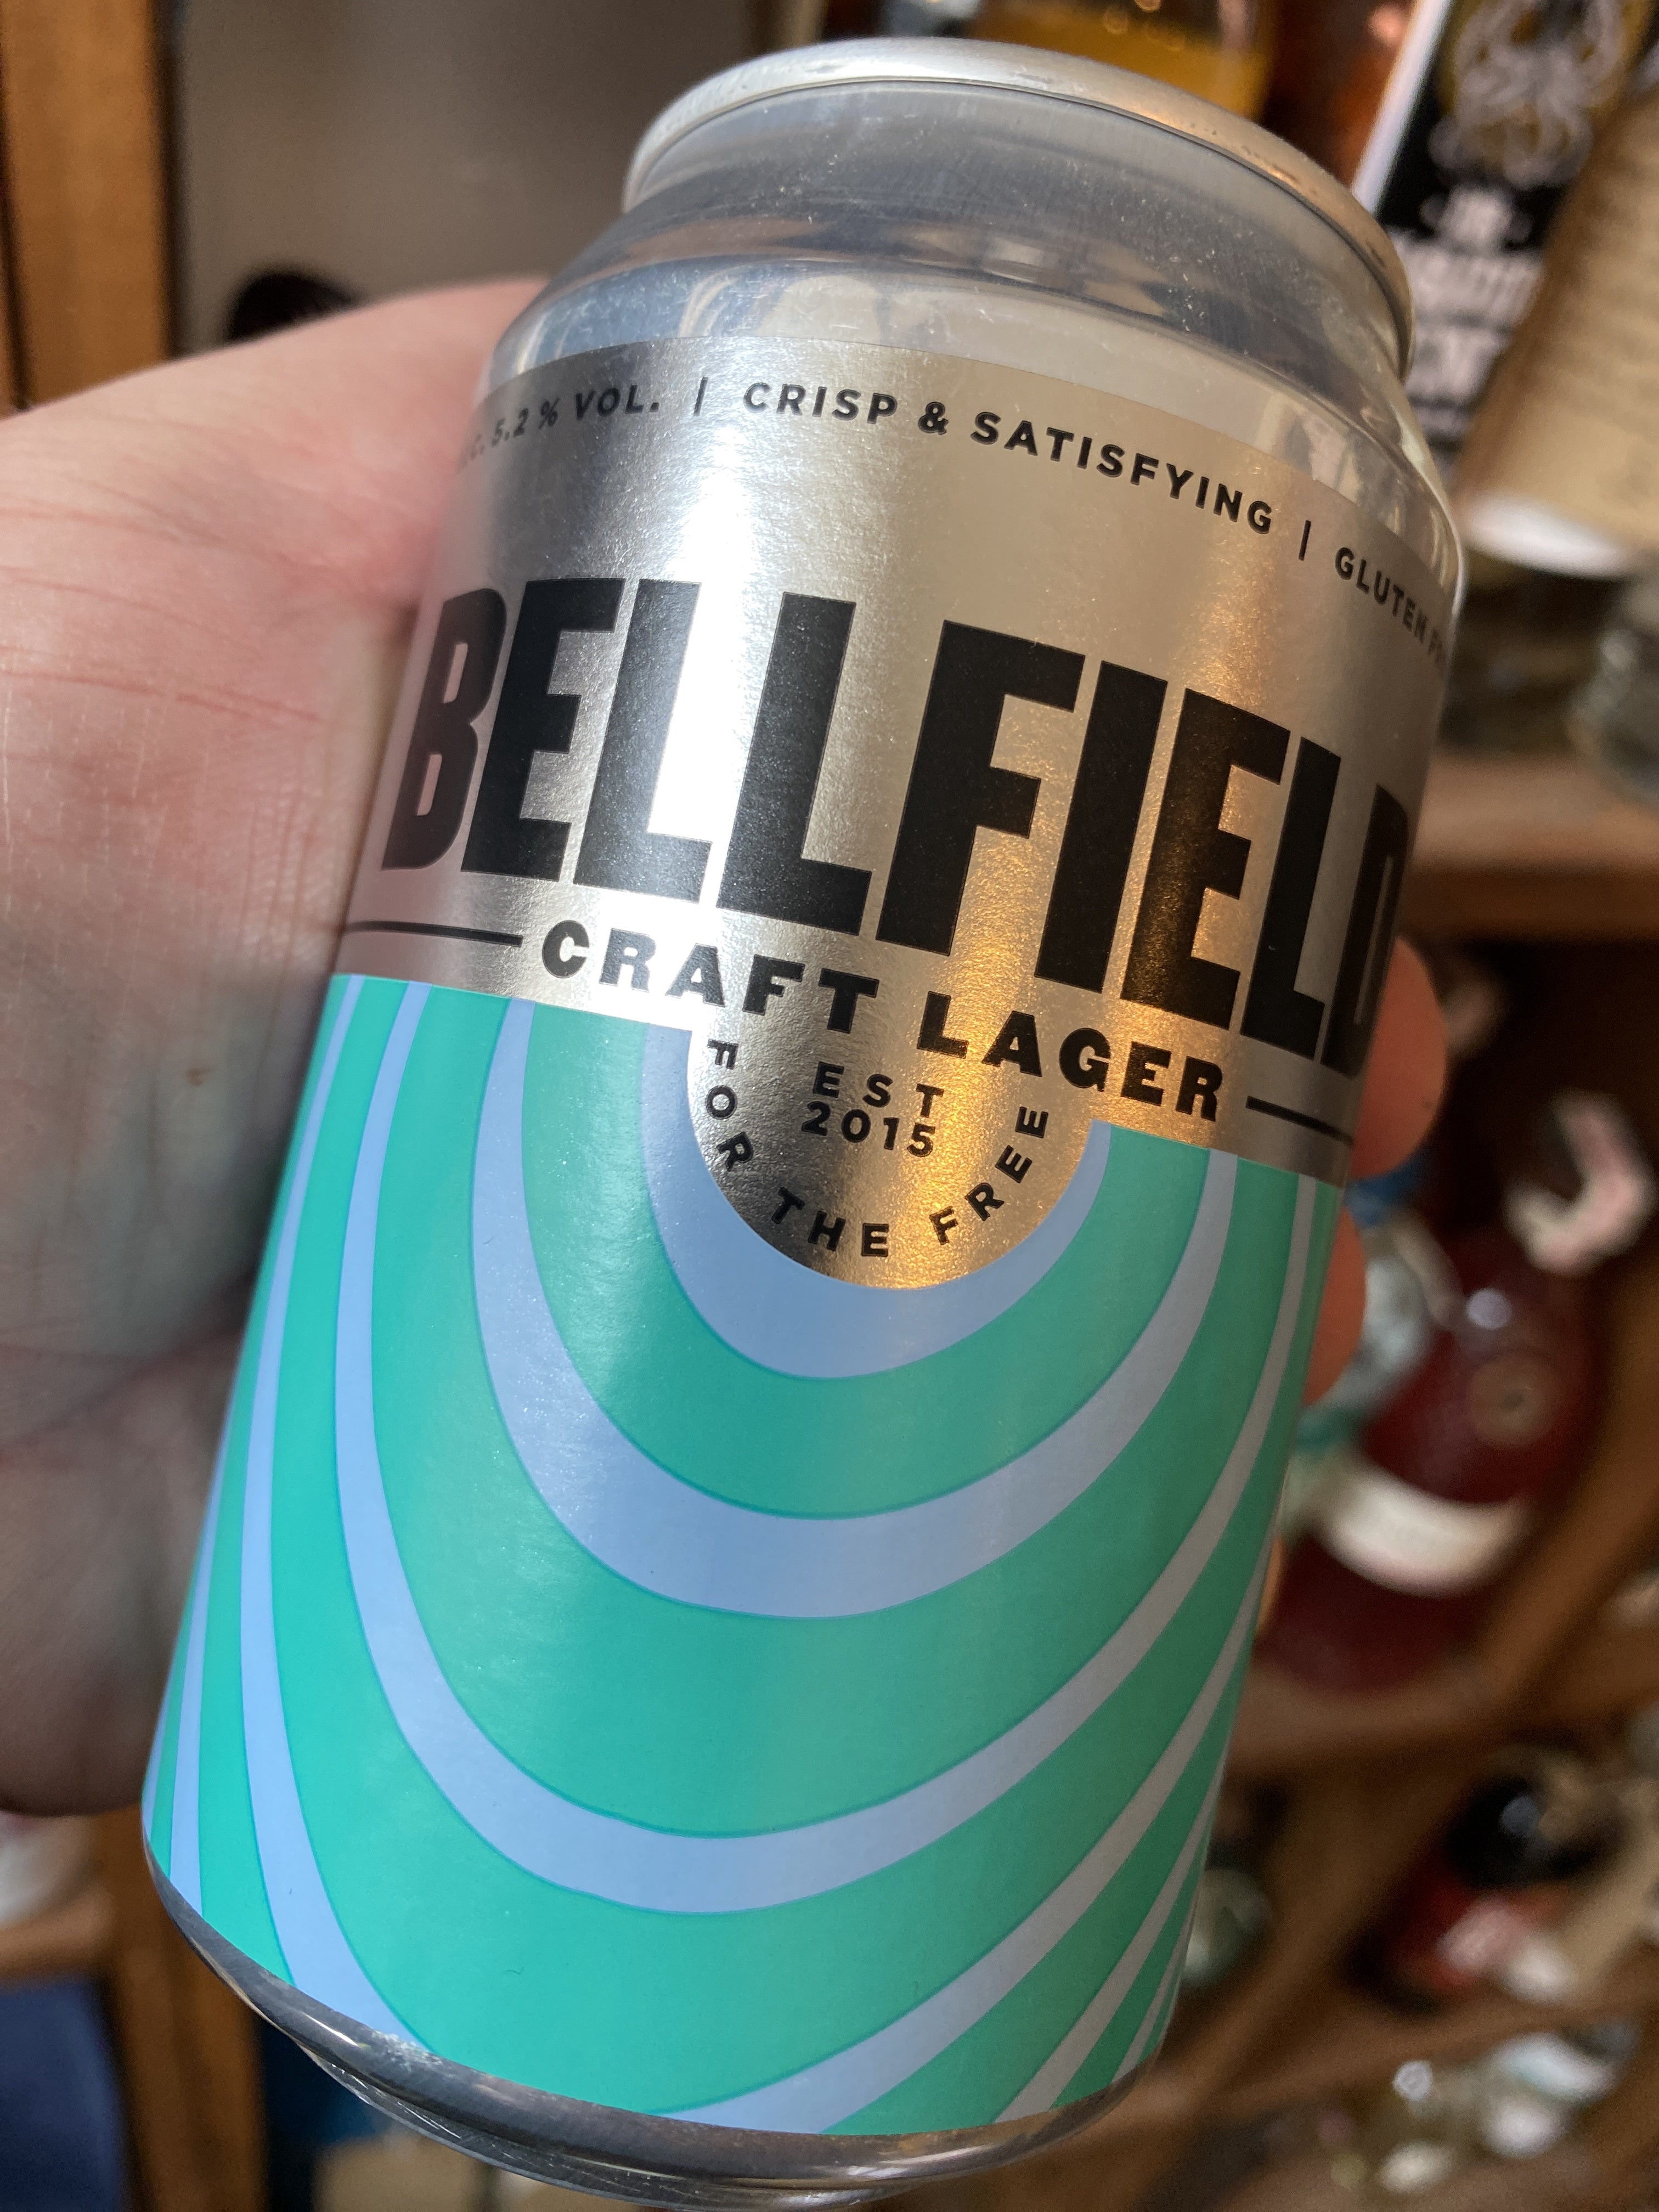 5.2 % VOL. | CRISP & SATISFYING | GLUTEN
BELLFIELD
CRAFT LAGER
EST
2015
FOR THE FREE